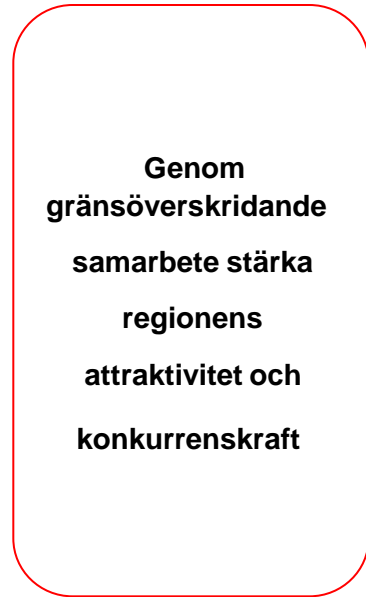 Genom
gränsöverskridande
samarbete stärka
regionens
attraktivitet och
konkurrenskraft